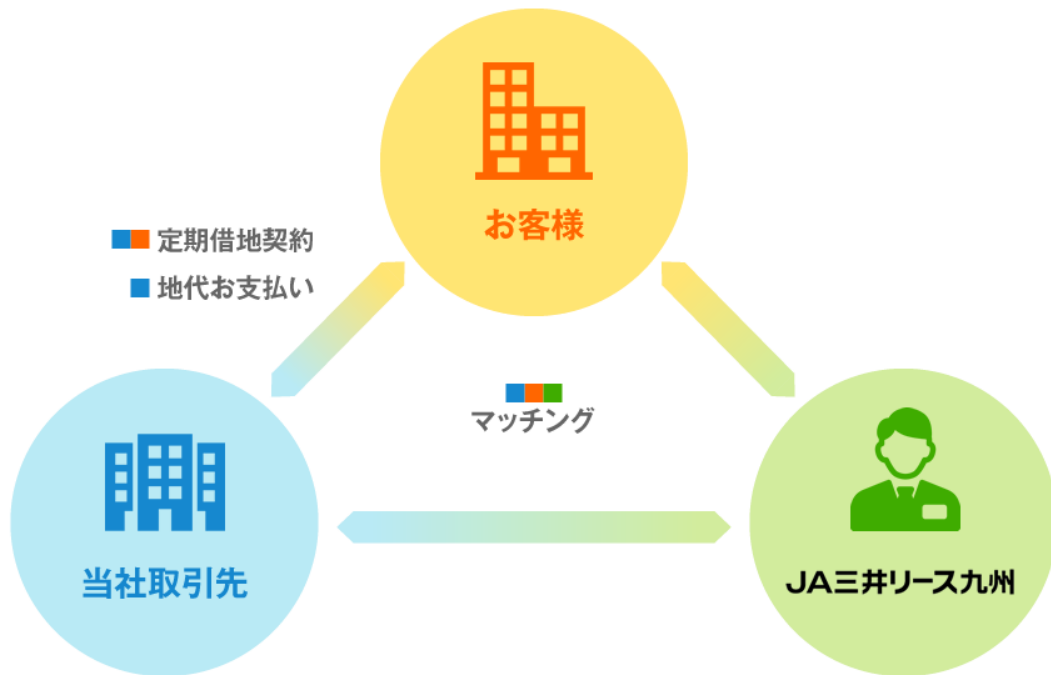 お客様
定期借地契約
地代お支払い
マッチング
当社取引先
JA三井リース九州